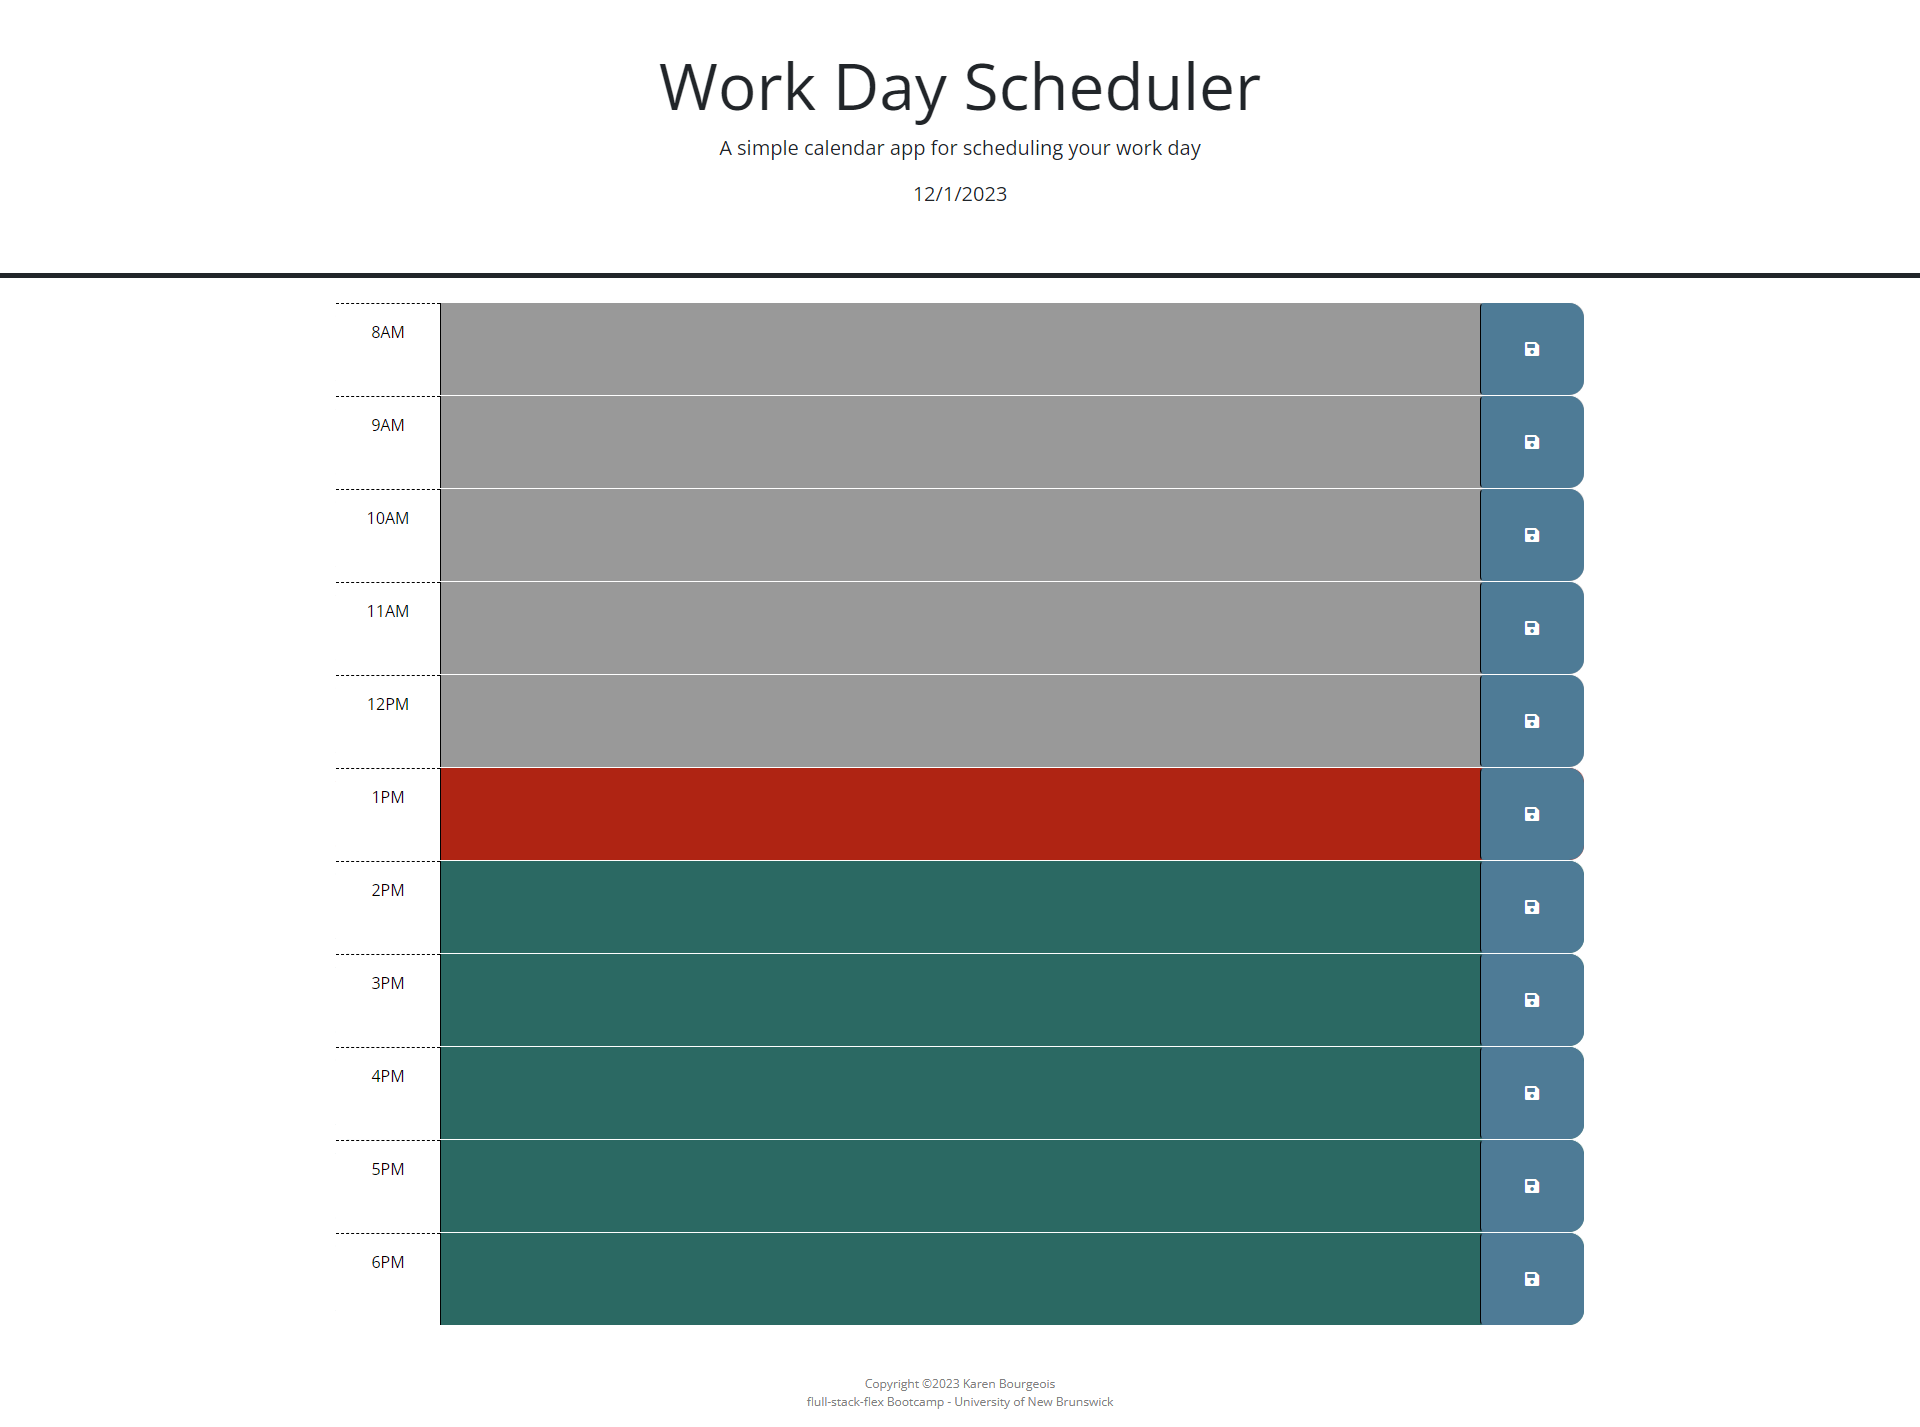 Work Day Scheduler
A simple calendar app for scheduling your work day
12/1/2023
8AM
9AM
10AM
11AM
12PM
1PM
2PM
3PM
4PM
5PM
6PM
Copyright ©2023 Karen Bourgeois
flull-stack-flex Bootcamp - University of New Brunswick